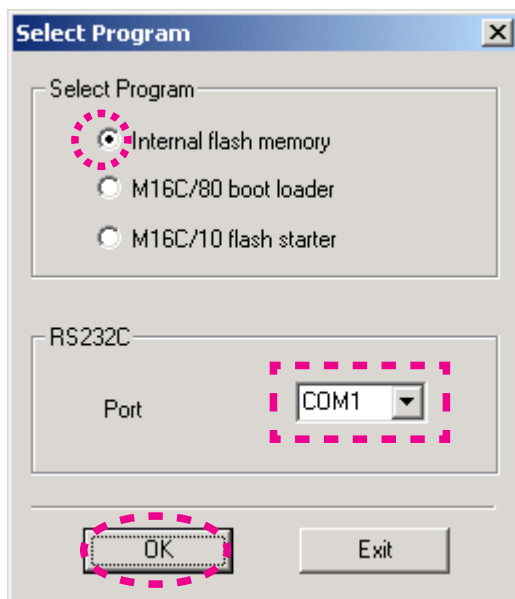 Select Program
Select Program
Internal flash memory
M16C/80 boot loader
M16C/10 flash starter
RS232C
Port COM1
OK Exit